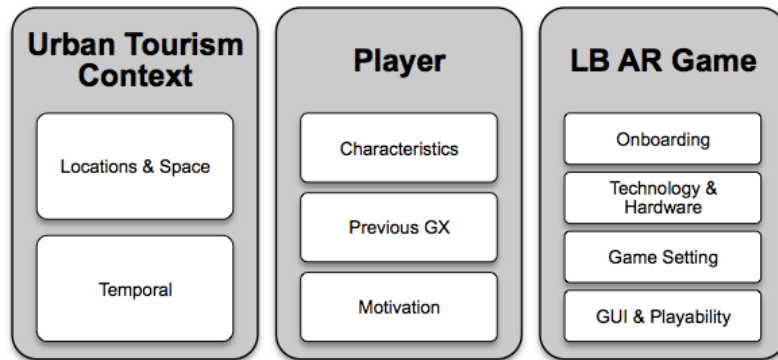 Urban Tourism
Context
Locations & Space
Temporal
Player
Characteristics
Previous GX
Motivation
LB AR Game
Onboarding
Technology &
Hardware
Game Setting
GUI & Playability